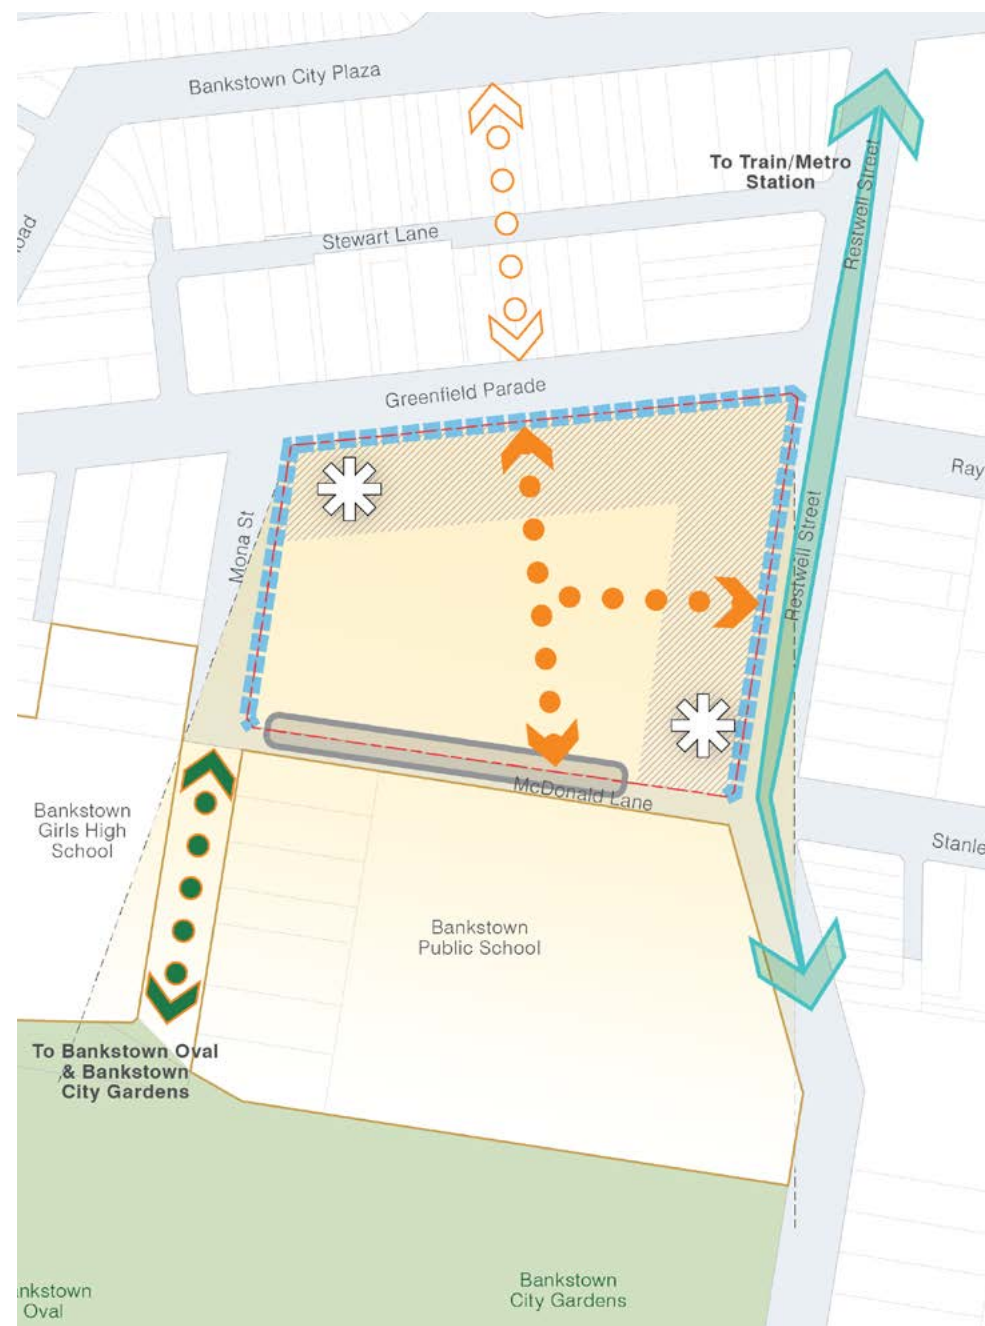 Bankstown City Plaza
To Train/Metro
Station
Restwell Street
Stewart Lane
Greenfield Parade
Ray
Mona St
Restwell Street
McDonald Lane
Bankstown
Girls High
School
Stanle
Bankstown
Public School
To Bankstown Oval
& Bankstown
City Gardens
Bankstown
City Gardens
nkstown
Oval